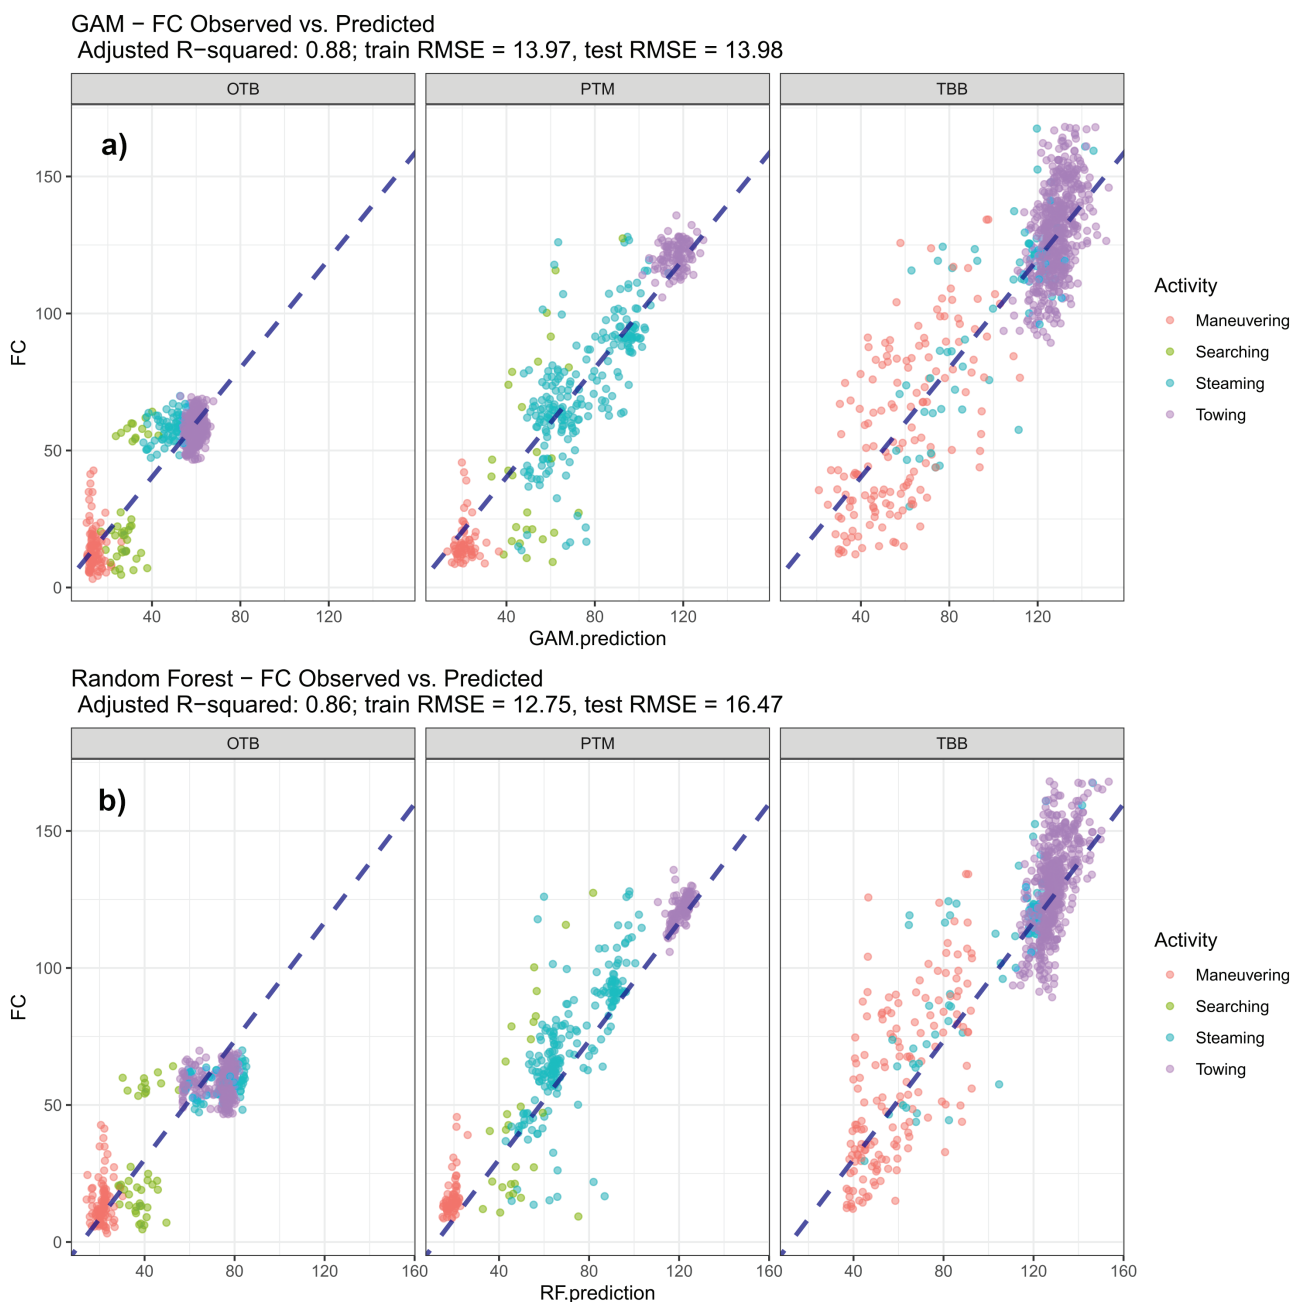 GAM − FC Observed vs. Predicted
Adjusted R−squared: 0.88; train RMSE = 13.97, test RMSE = 13.98
OTB PTM TBB
a)
150
100
50
0
FC
40 80 120 40 80 120 40 80 120
GAM.prediction
Activity
Maneuvering
Searching
Steaming
Towing
Random Forest − FC Observed vs. Predicted
Adjusted R−squared: 0.86; train RMSE = 12.75, test RMSE = 16.47
OTB PTM TBB
b)
150
100
50
0
FC
40 80 120 160 40 80 120 160 40 80 120 160
RF.prediction
Activity
Maneuvering
Searching
Steaming
Towing